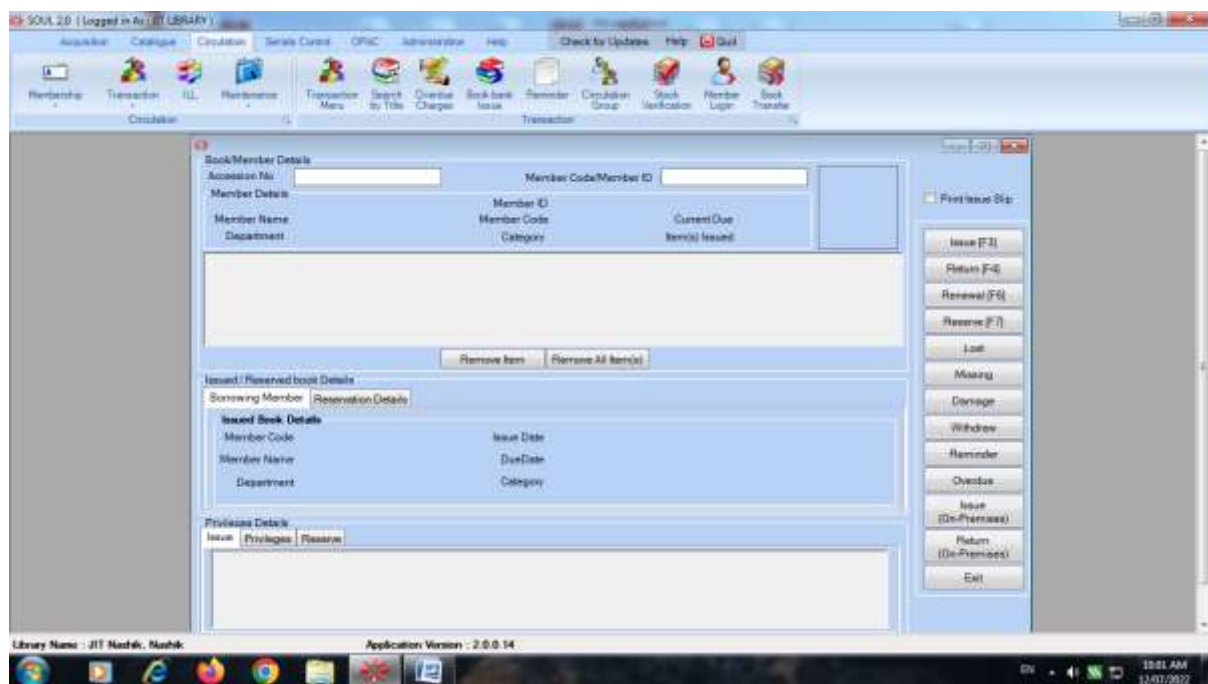 SOUL 2.0 ( Logged in As : JIT LIBRARY )
Acquisition Catalogue Circulation Serials Control OPAC Administration Help Check for Updates Help Quit
Membership Transaction ILL Maintenance Transaction Menu Search by Title Overdue Charges Book bank Issue Reminder Circulation Group Stock Verification Member Login Book Transfer
Circulation Transaction
Book/Member Details
Accession No Member Code/Member ID
Print Issue Slip
Member Details
Member ID
Member Name Member Code Current Due
Department Category Item(s) Issued
Issue [F3]
Return [F4]
Renewal [F6]
Reserve [F7]
Lost
Remove Item Remove All Item(s)
Missing
Issued / Reserved book Details
Borrowing Member Reservation Details
Damage
Issued Book Details
Withdraw
Member Code Issue Date
Reminder
Member Name DueDate
Department Category
Overdue
Issue
(On-Premises)
Privileges Details
Issue Privileges Reserve
Return
(On-Premises)
Exit
Library Name : JIT Nashik, Nashik Application Version : 2.0.0.14
EN 10:01 AM
12/07/2022